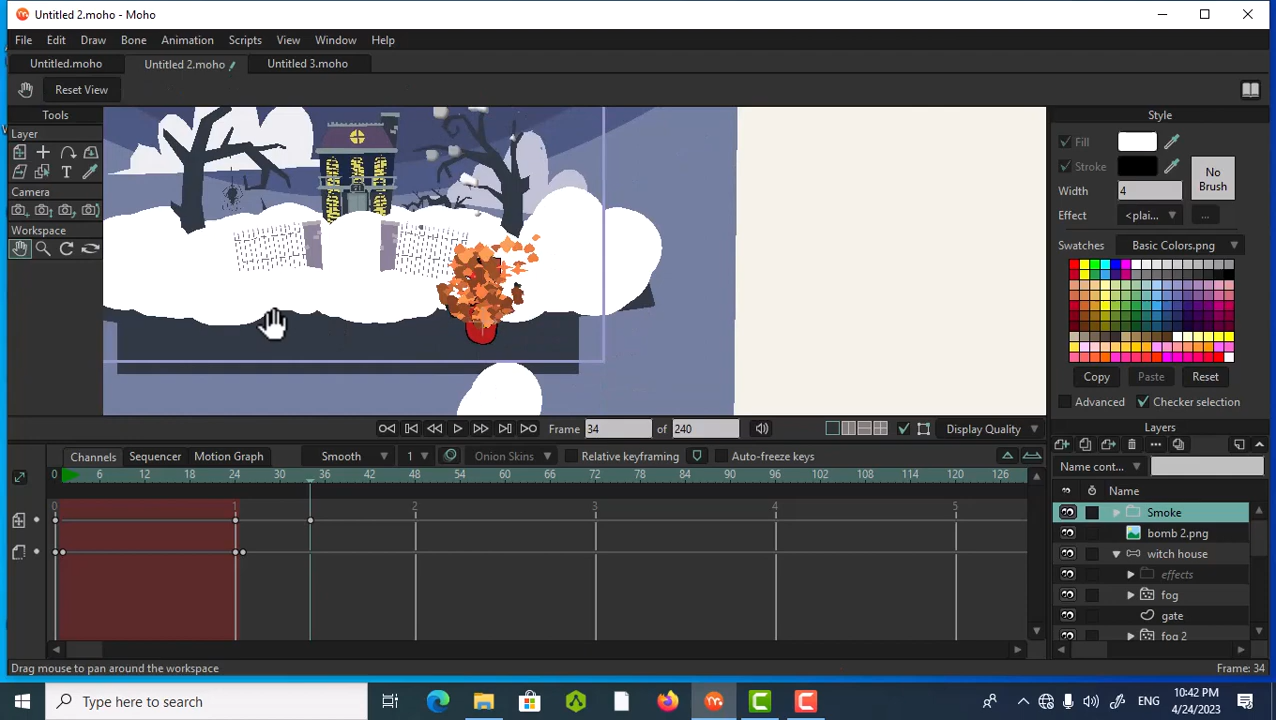 Untitled 2.moho - Moho
File Edit Draw Bone Animation Scripts View Window Help
Untitled.moho Untitled 2.moho Untitled 3.moho
Reset View
Tools
Layer
T
Camera
Workspace
Style
Fill
Stroke
No Brush
Width 4
Effect <plai... ...
Swatches Basic Colors.png
Copy Paste Reset
Advanced Checker selection
Layers
Frame 34 of 240 Display Quality
Channels Sequencer Motion Graph Smooth 1 Onion Skins Relative keyframing Auto-freeze keys
0 6 12 18 24 30 36 42 48 54 60 66 72 78 84 90 96 102 108 114 120 126
0 1 2 3 4 5
Name cont...
Name
Smoke
bomb 2.png
witch house
effects
fog
gate
fog 2
Drag mouse to pan around the workspace Frame: 34
Type here to search
ENG
10:42 PM
4/24/2023